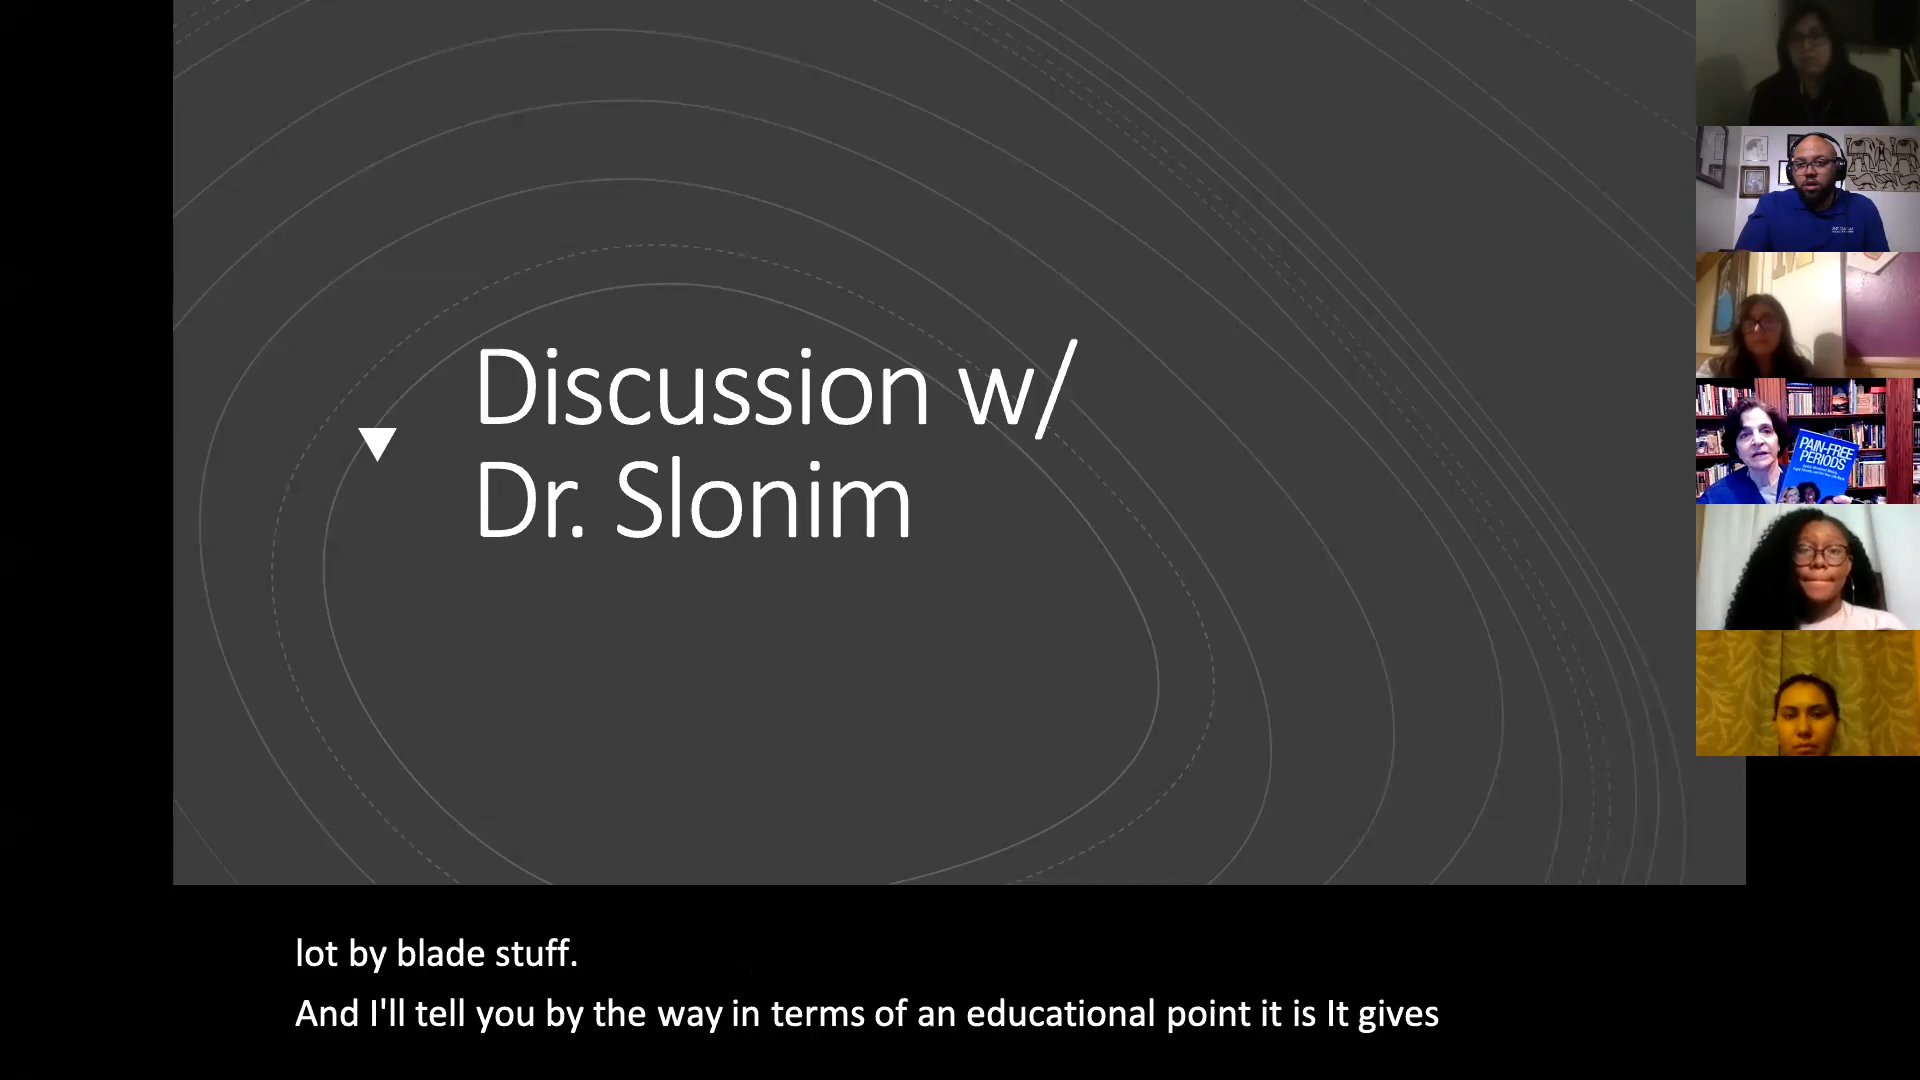 Discussion w/
Dr. Slonim
PAIN-FREE
PERIODS
lot by blade stuff.
And I'll tell you by the way in terms of an educational point it is It gives